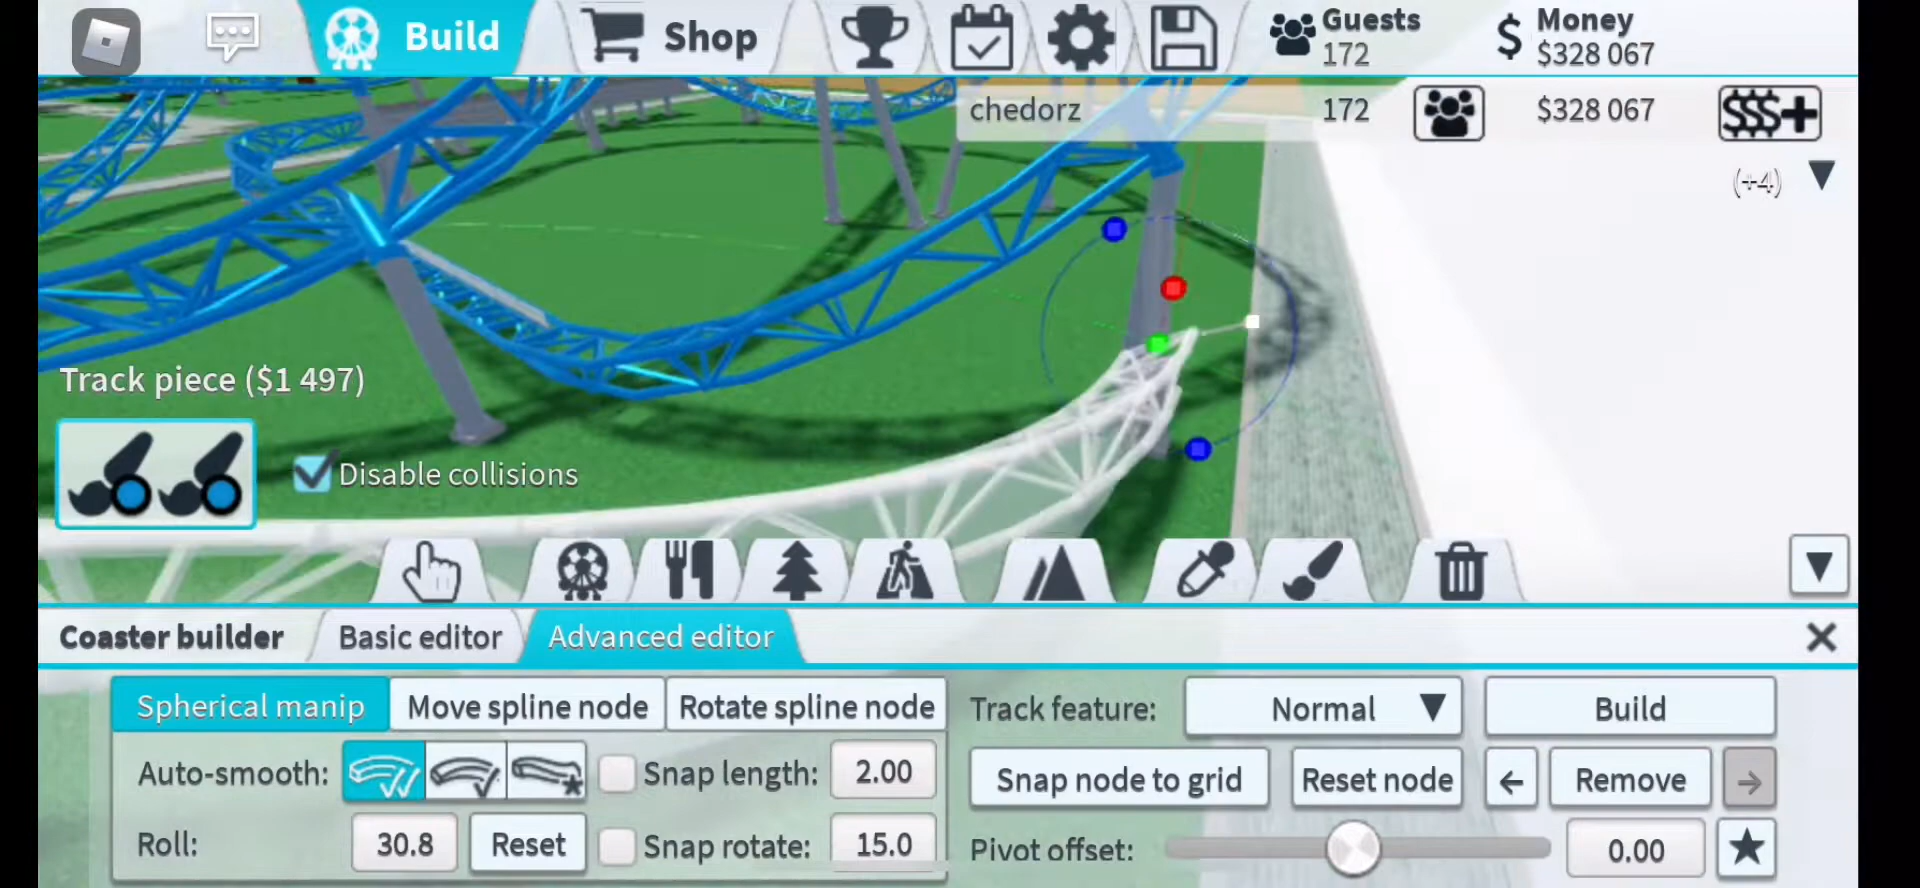 Build
Shop
Guests
172
Money
$328 067
chedorz
172
$328 067
$$$+
(+4)
Track piece ($1 497)
Disable collisions
Coaster builder
Basic editor
Advanced editor
Spherical manip
Move spline node
Rotate spline node
Track feature:
Normal
Build
Auto-smooth:
Snap length:
2.00
Snap node to grid
Reset node
Remove
Roll:
30.8
Reset
Snap rotate:
15.0
Pivot offset:
0.00